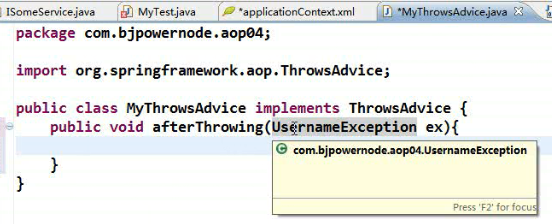 ISomeService.java
MyTest.java
*applicationContext.xml
*MyThrowsAdvice.java
package com.bjpowernode.aop04;
import org.springframework.aop.ThrowsAdvice;
public class MyThrowsAdvice implements ThrowsAdvice {
public void afterThrowing(UsernameException ex){
com.bjpowernode.aop04.UsernameException
}
}
Press 'F2' for focus